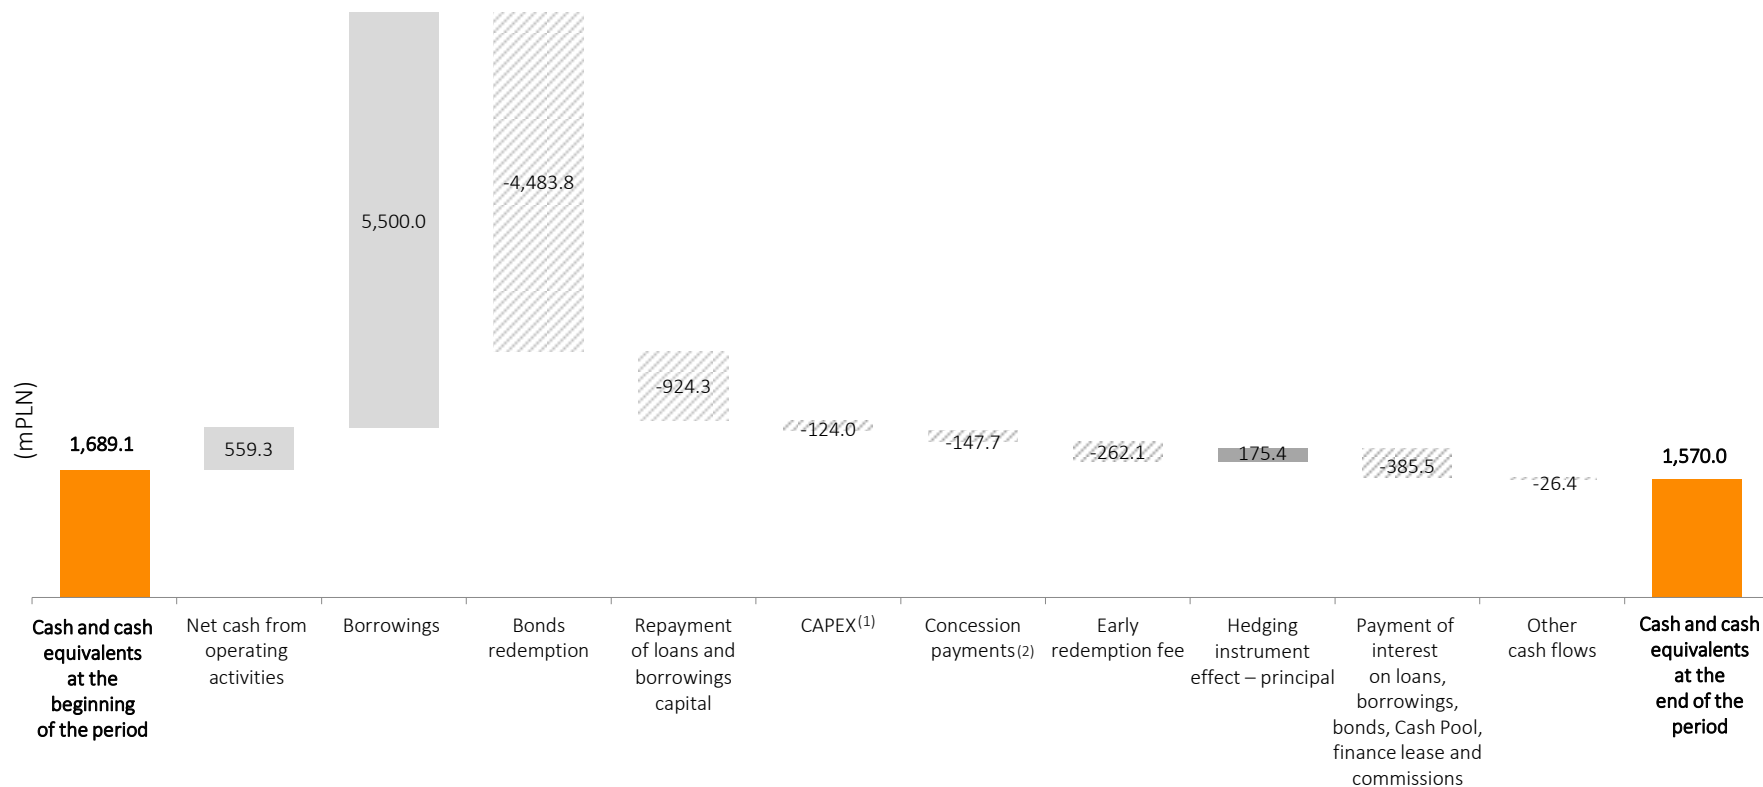 (mPLN)
1,689.1
559.3
5,500.0
-4,483.8
-924.3
-124.0
-147.7
-262.1
175.4
-385.5
-26.4
1,570.0
Cash and cash
equivalents
at the
beginning
of the period
Net cash from
operating
activities
Borrowings
Bonds
redemption
Repayment
of loans and
borrowings
capital
CAPEX(1)
Concession
payments(2)
Early
redemption fee
Hedging
instrument
effect – principal
Payment of
interest
on loans,
borrowings,
bonds, Cash Pool,
finance lease and
commissions
Other
cash flows
Cash and cash
equivalents
at the
end of the
period